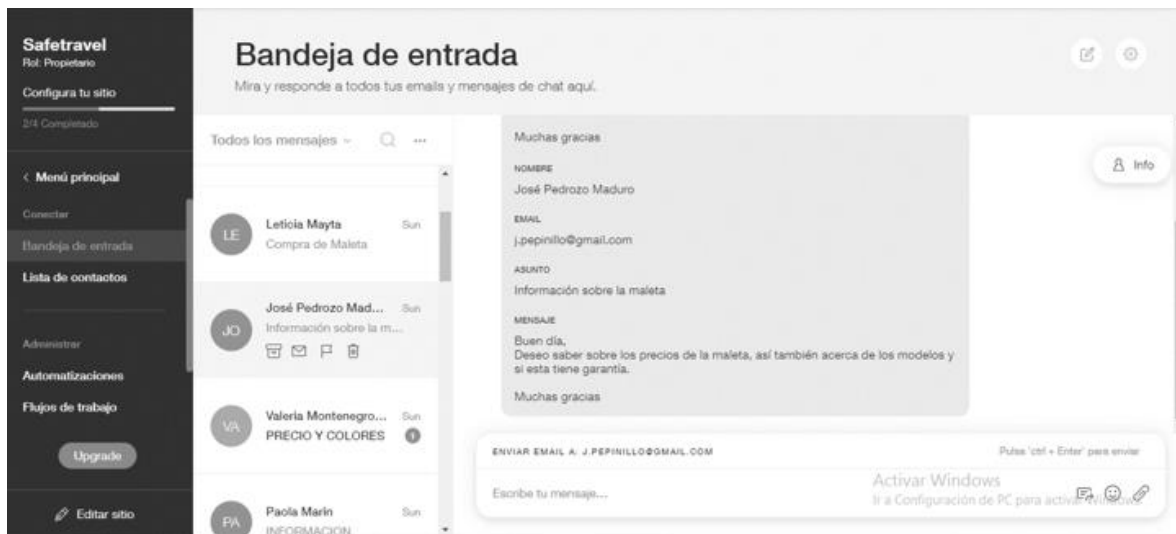 Safetravel
Rol: Propietario
Configura tu sitio
2/4 Completado
< Menú principal
Conectar
Bandeja de entrada
Lista de contactos
Administrar
Automatizaciones
Flujos de trabajo
Upgrade
Editar sitio
Bandeja de entrada
Mira y responde a todos tus emails y mensajes de chat aquí.
Todos los mensajes
LE
Leticia Mayta Sun
Compra de Maleta
JO
José Pedrozo Mad... Sun
Información sobre la m...
VA
Valeria Montenegro... Sun
PRECIO Y COLORES 1
PA
Paola Marin Sun
INFORMACION
Muchas gracias
NOMBRE
José Pedrozo Maduro
EMAIL
j.pepinillo@gmail.com
ASUNTO
Información sobre la maleta
MENSAJE
Buen día,
Deseo saber sobre los precios de la maleta, así también acerca de los modelos y
si esta tiene garantía.
Muchas gracias
Info
ENVIAR EMAIL A: J.PEPINILLO@GMAIL.COM Pulsa 'ctrl + Enter' para enviar
Escribe tu mensaje...
Activar Windows
Ir a Configuración de PC para activar Windows.